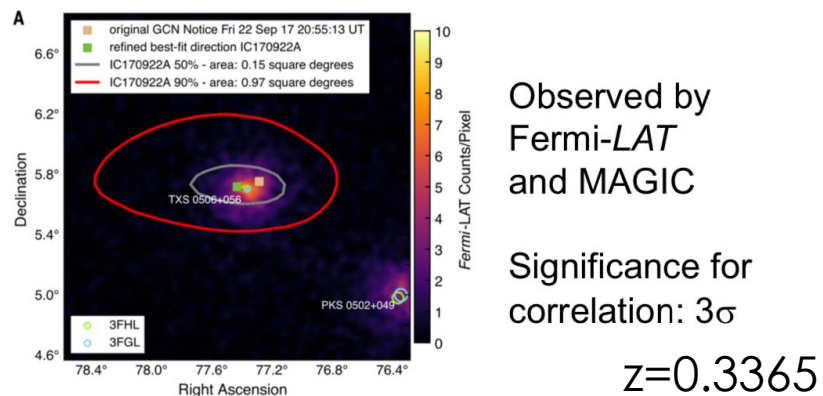 A
original GCN Notice Fri 22 Sep 17 20:55:13 UT
refined best-fit direction IC170922A
IC170922A 50% - area: 0.15 square degrees
IC170922A 90% - area: 0.97 square degrees
6.6°
6.2°
5.8°
5.4°
5.0°
4.6°
Declination
TXS 0506+056
PKS 0502+049
3FHL
3FGL
78.4°
78.0°
77.6°
77.2°
76.8°
76.4°
Right Ascension
10
9
8
7
6
5
4
3
2
1
0
Fermi-LAT Counts/Pixel
Observed by
Fermi-LAT
and MAGIC
Significance for
correlation: 3σ
z=0.3365